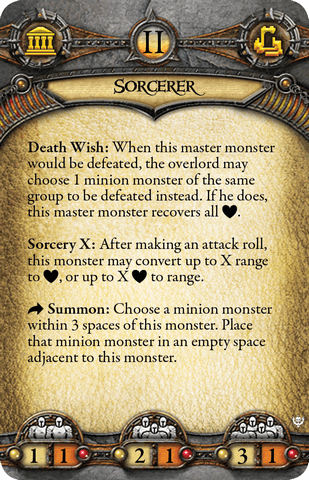 II
SORCERER
Death Wish: When this master monster
would be defeated, the overlord may
choose 1 minion monster of the same
group to be defeated instead. If he does,
this master monster recovers all ♥.
Sorcery X: After making an attack roll,
this monster may convert up to X range
to ♥, or up to X ♥ to range.
Summon: Choose a minion monster
within 3 spaces of this monster. Place
that minion monster in an empty space
adjacent to this monster.
1 1 2 1 3 1